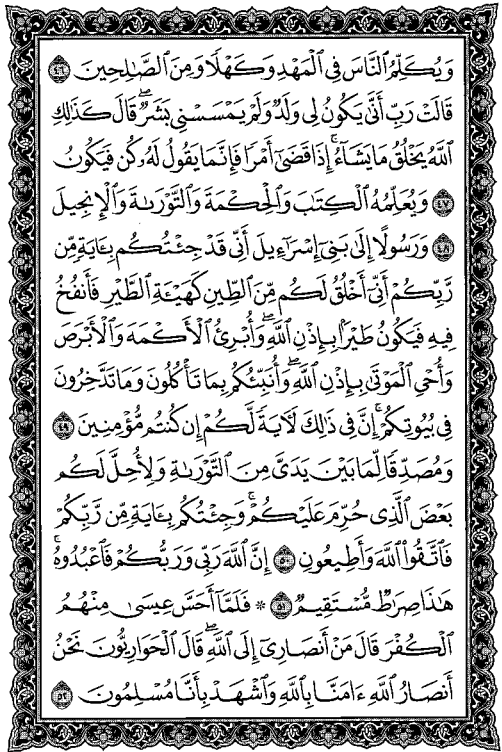 وَيُكَلِّمُ ٱلنَّاسَ فِى ٱلْمَهْدِ وَكَهْلًا وَمِنَ ٱلصَّٰلِحِينَ ٤٦
قَالَتْ رَبِّ أَنَّىٰ يَكُونُ لِى وَلَدٌ وَلَمْ يَمْسَسْنِى بَشَرٌ ۖ قَالَ كَذَٰلِكِ
ٱللَّهُ يَخْلُقُ مَا يَشَآءُ ۚ إِذَا قَضَىٰٓ أَمْرًا فَإِنَّمَا يَقُولُ لَهُۥ كُن فَيَكُونُ
٤٧ وَيُعَلِّمُهُ ٱلْكِتَٰبَ وَٱلْحِكْمَةَ وَٱلتَّوْرَىٰةَ وَٱلْإِنجِيلَ
٤٨ وَرَسُولًا إِلَىٰ بَنِىٓ إِسْرَٰٓءِيلَ أَنِّى قَدْ جِئْتُكُم بِـَٔايَةٍ مِّن
رَّبِّكُمْ أَنِّىٓ أَخْلُقُ لَكُم مِّنَ ٱلطِّينِ كَهَيْـَٔةِ ٱلطَّيْرِ فَأَنفُخُ
فِيهِ فَيَكُونُ طَيْرًۢا بِإِذْنِ ٱللَّهِ ۖ وَأُبْرِئُ ٱلْأَكْمَهَ وَٱلْأَبْرَصَ
وَأُحْىِ ٱلْمَوْتَىٰ بِإِذْنِ ٱللَّهِ ۖ وَأُنَبِّئُكُم بِمَا تَأْكُلُونَ وَمَا تَدَّخِرُونَ
فِى بُيُوتِكُمْ ۚ إِنَّ فِى ذَٰلِكَ لَـَٔايَةً لَّكُمْ إِن كُنتُم مُّؤْمِنِينَ ٤٩
وَمُصَدِّقًا لِّمَا بَيْنَ يَدَىَّ مِنَ ٱلتَّوْرَىٰةِ وَلِأُحِلَّ لَكُم
بَعْضَ ٱلَّذِى حُرِّمَ عَلَيْكُمْ ۚ وَجِئْتُكُم بِـَٔايَةٍ مِّن رَّبِّكُمْ
فَٱتَّقُوا۟ ٱللَّهَ وَأَطِيعُونِ ٥٠ إِنَّ ٱللَّهَ رَبِّى وَرَبُّكُمْ فَٱعْبُدُوهُ ۗ
هَٰذَا صِرَٰطٌ مُّسْتَقِيمٌ ٥١ * فَلَمَّآ أَحَسَّ عِيسَىٰ مِنْهُمُ
ٱلْكُفْرَ قَالَ مَنْ أَنصَارِىٓ إِلَى ٱللَّهِ ۖ قَالَ ٱلْحَوَارِيُّونَ نَحْنُ
أَنصَارُ ٱللَّهِ ءَامَنَّا بِٱللَّهِ وَٱشْهَدْ بِأَنَّا مُسْلِمُونَ ٥٢